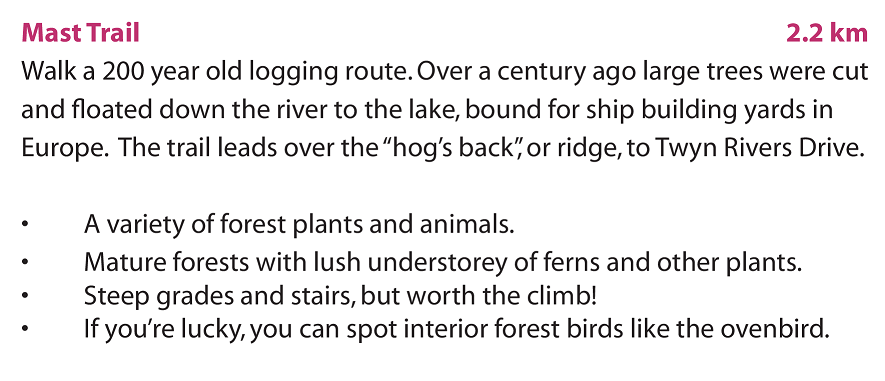 Mast Trail 2.2 km
Walk a 200 year old logging route. Over a century ago large trees were cut
and floated down the river to the lake, bound for ship building yards in
Europe.  The trail leads over the “hog’s back”, or ridge, to Twyn Rivers Drive.
• A variety of forest plants and animals.
• Mature forests with lush understorey of ferns and other plants.
• Steep grades and stairs, but worth the climb!
• If you’re lucky, you can spot interior forest birds like the ovenbird.